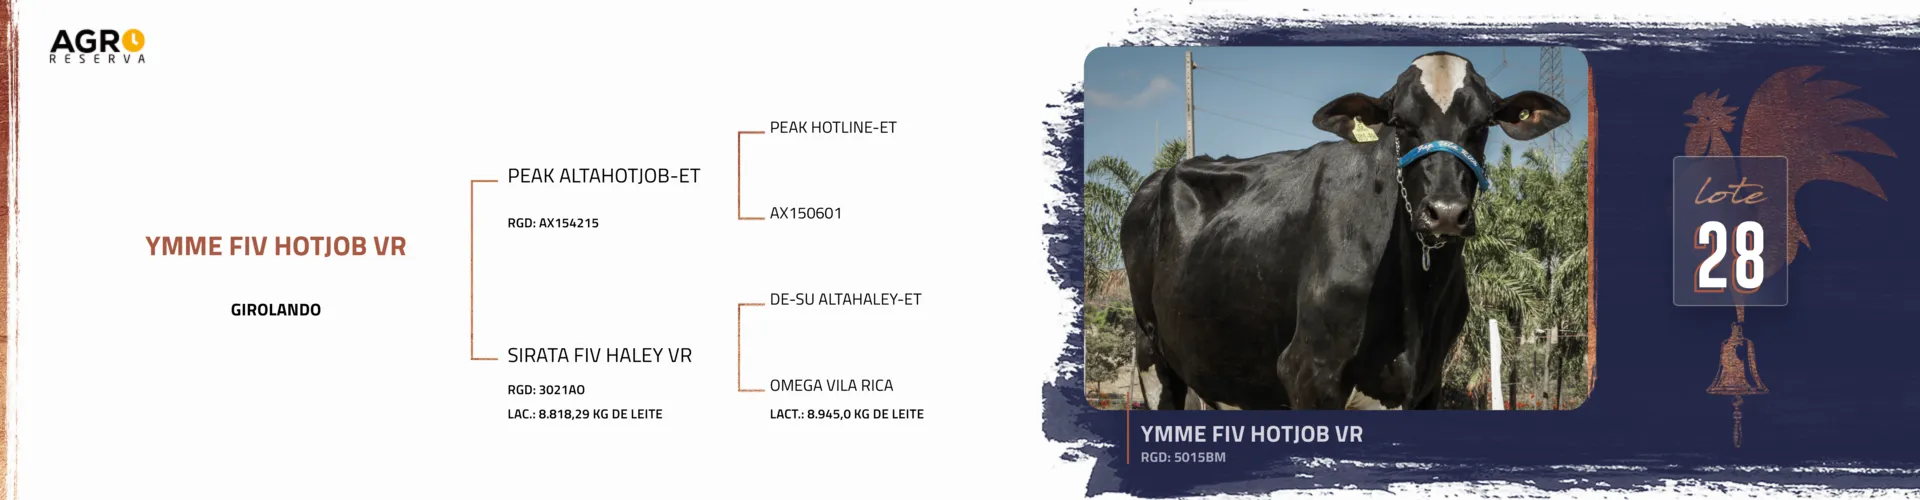 AGRO
RESERVA
YMME FIV HOTJOB VR
GIROLANDO
PEAK ALTAHOTJOB-ET
RGD: AX154215
SIRATA FIV HALEY VR
RGD: 3021AO
LAC.: 8.818,29 KG DE LEITE
PEAK HOTLINE-ET
AX150601
DE-SU ALTAHALEY-ET
OMEGA VILA RICA
LACT.: 8.945,0 KG DE LEITE
lote
28
YMME FIV HOTJOB VR
RGD: 5015BM